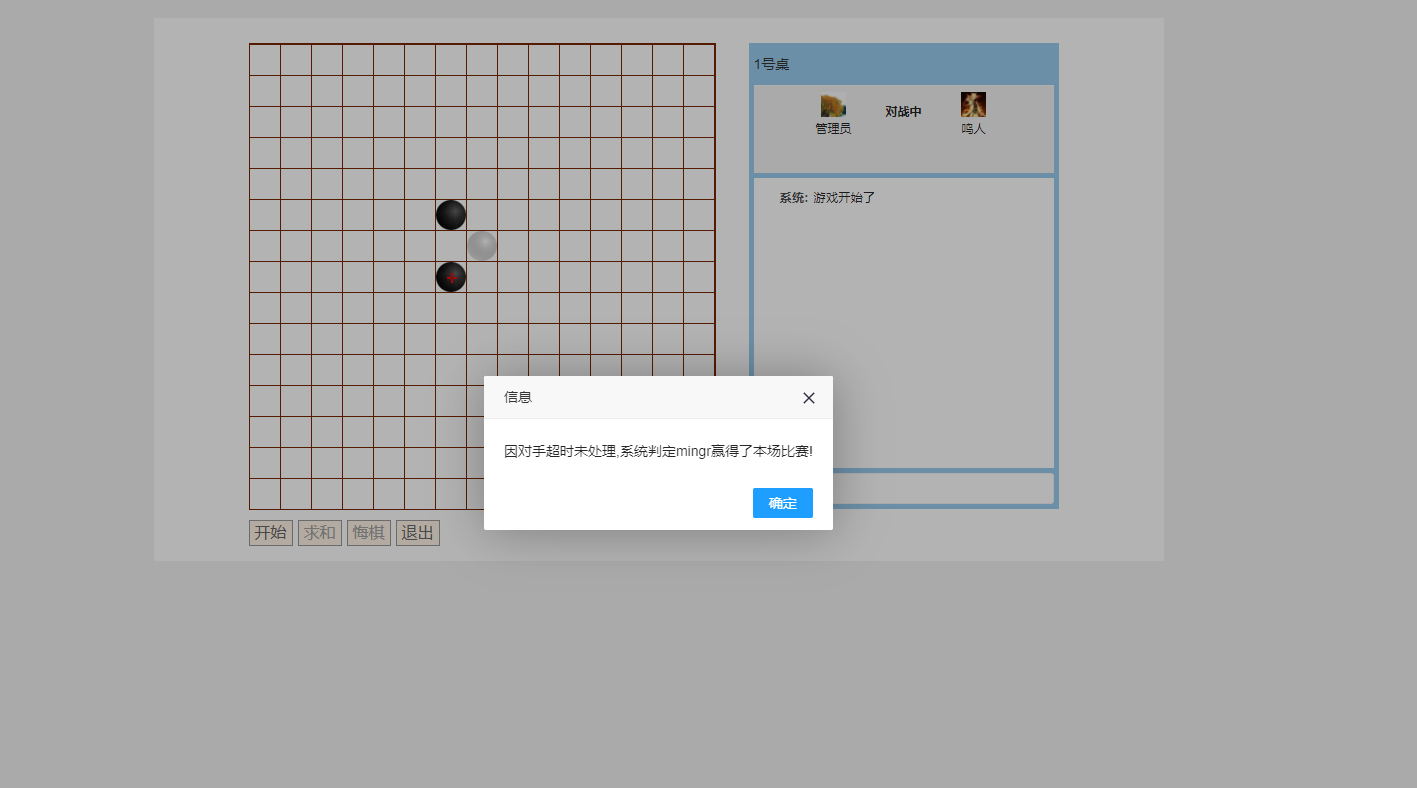 1号桌
对战中
管理员
鸣人
系统: 游戏开始了
信息
因对手超时未处理,系统判定mingr赢得了本场比赛!
确定
开始 求和 悔棋 退出